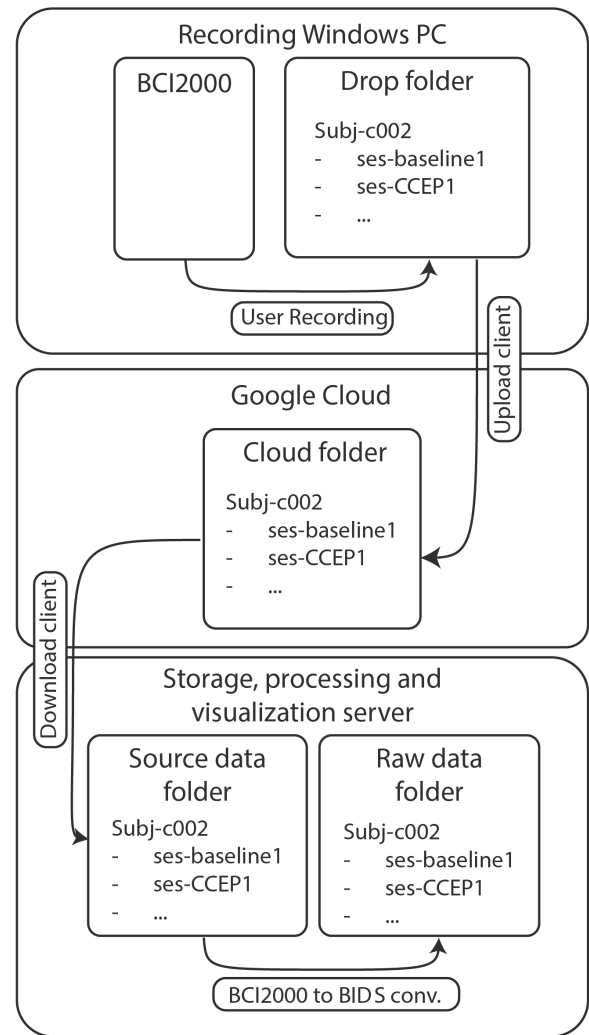 Recording Windows PC
BCI2000
Drop folder
Subj-c002
- ses-baseline1
- ses-CCEP1
- ...
User Recording
Upload client
Google Cloud
Cloud folder
Subj-c002
- ses-baseline1
- ses-CCEP1
- ...
Download client
Storage, processing and
visualization server
Source data
folder
Subj-c002
- ses-baseline1
- ses-CCEP1
- ...
Raw data
folder
Subj-c002
- ses-baseline1
- ses-CCEP1
- ...
BCI2000 to BIDS conv.